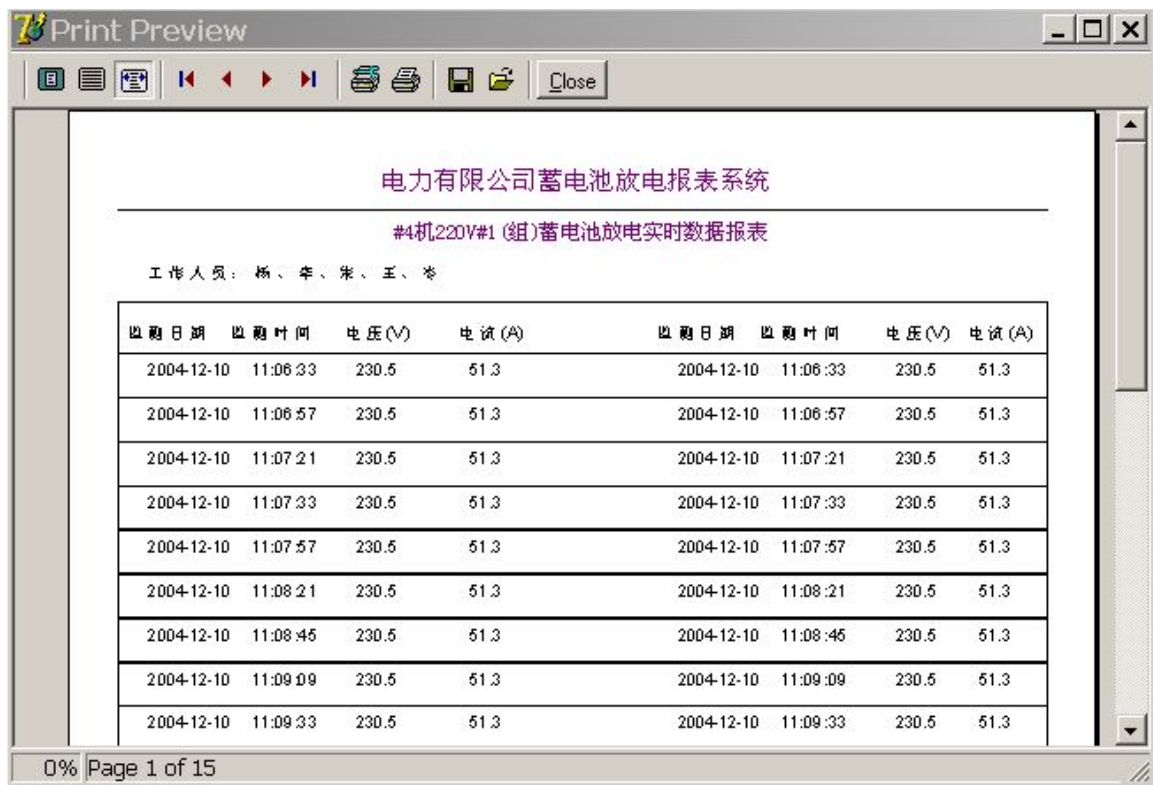 Print Preview
Close
电力有限公司蓄电池放电报表系统
#4机220V#1(组)蓄电池放电实时数据报表
工作人员: 杨、李、朱、王、
日期 时间 电压(V) 电流(A) 日期 时间 电压(V) 电流(A)
2004-12-10 11:06:33 230.5 51.3 2004-12-10 11:06:33 230.5 51.3
2004-12-10 11:06:57 230.5 51.3 2004-12-10 11:06:57 230.5 51.3
2004-12-10 11:07:21 230.5 51.3 2004-12-10 11:07:21 230.5 51.3
2004-12-10 11:07:33 230.5 51.3 2004-12-10 11:07:33 230.5 51.3
2004-12-10 11:07:57 230.5 51.3 2004-12-10 11:07:57 230.5 51.3
2004-12-10 11:08:21 230.5 51.3 2004-12-10 11:08:21 230.5 51.3
2004-12-10 11:08:45 230.5 51.3 2004-12-10 11:08:45 230.5 51.3
2004-12-10 11:09:09 230.5 51.3 2004-12-10 11:09:09 230.5 51.3
2004-12-10 11:09:33 230.5 51.3 2004-12-10 11:09:33 230.5 51.3
0% Page 1 of 15